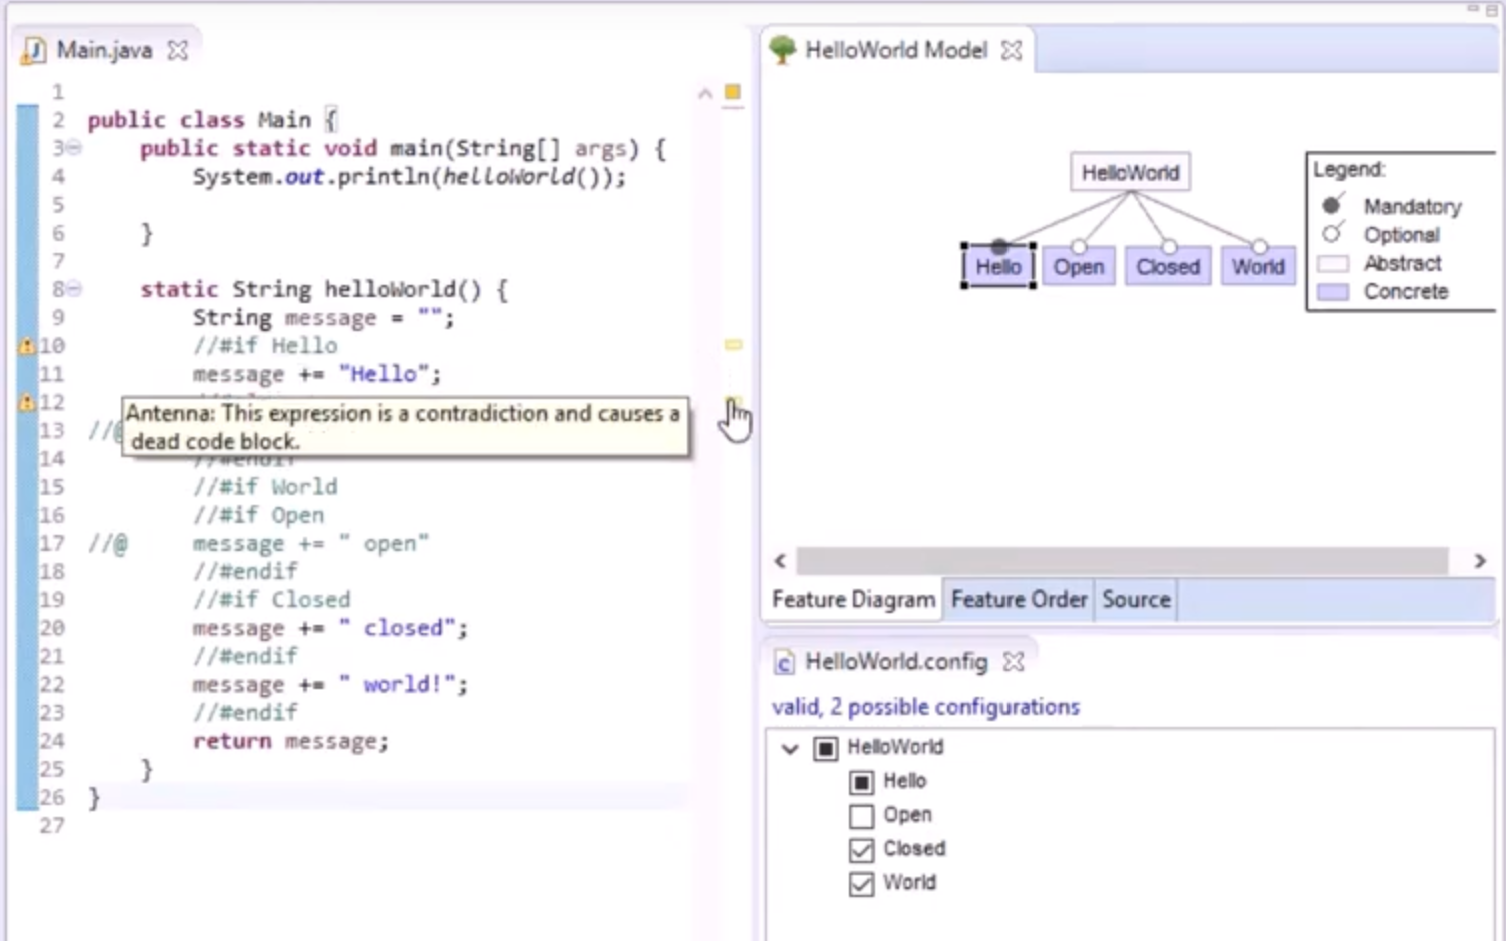 Main.java
1
2 public class Main {
3 public static void main(String[] args) {
4 System.out.println(helloWorld());
5
6 }
7
8 static String helloWorld() {
9 String message = "";
10 //#if Hello
11 message += "Hello";
12
Antenna: This expression is a contradiction and causes a
dead code block.
13 //@
14 //#endif
15 //#if World
16 //#if Open
17 //@ message += " open"
18 //#endif
19 //#if Closed
20 message += " closed";
21 //#endif
22 message += " world!";
23 //#endif
24 return message;
25 }
26 }
27
HelloWorld Model
HelloWorld
Hello Open Closed World
Legend:
Mandatory
Optional
Abstract
Concrete
Feature Diagram Feature Order Source
HelloWorld.config
valid, 2 possible configurations
HelloWorld
Hello
Open
Closed
World